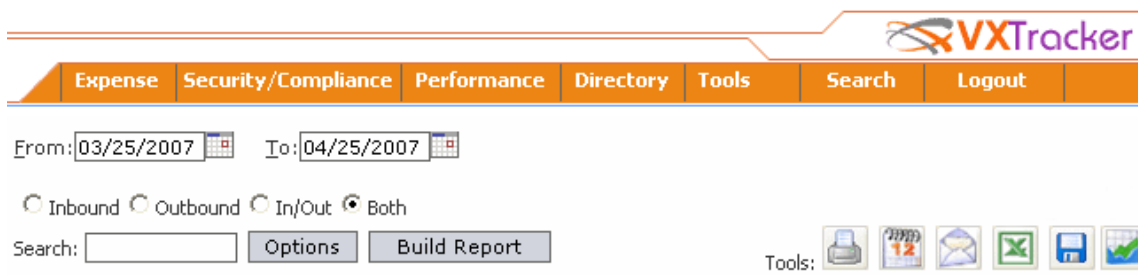 VXTracker
Expense Security/Compliance Performance Directory Tools Search Logout
From: 03/25/2007 To: 04/25/2007
Inbound Outbound In/Out Both
Search: Options Build Report Tools: 12